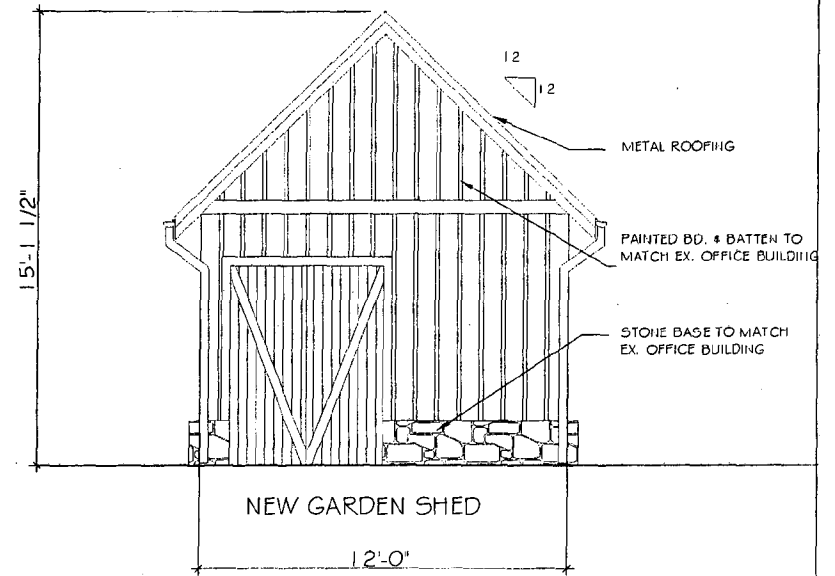 12
12
METAL ROOFING
15'-1 1/2"
PAINTED BD. & BATTEN TO
MATCH EX. OFFICE BUILDING
STONE BASE TO MATCH
EX. OFFICE BUILDING
NEW GARDEN SHED
12'-0"